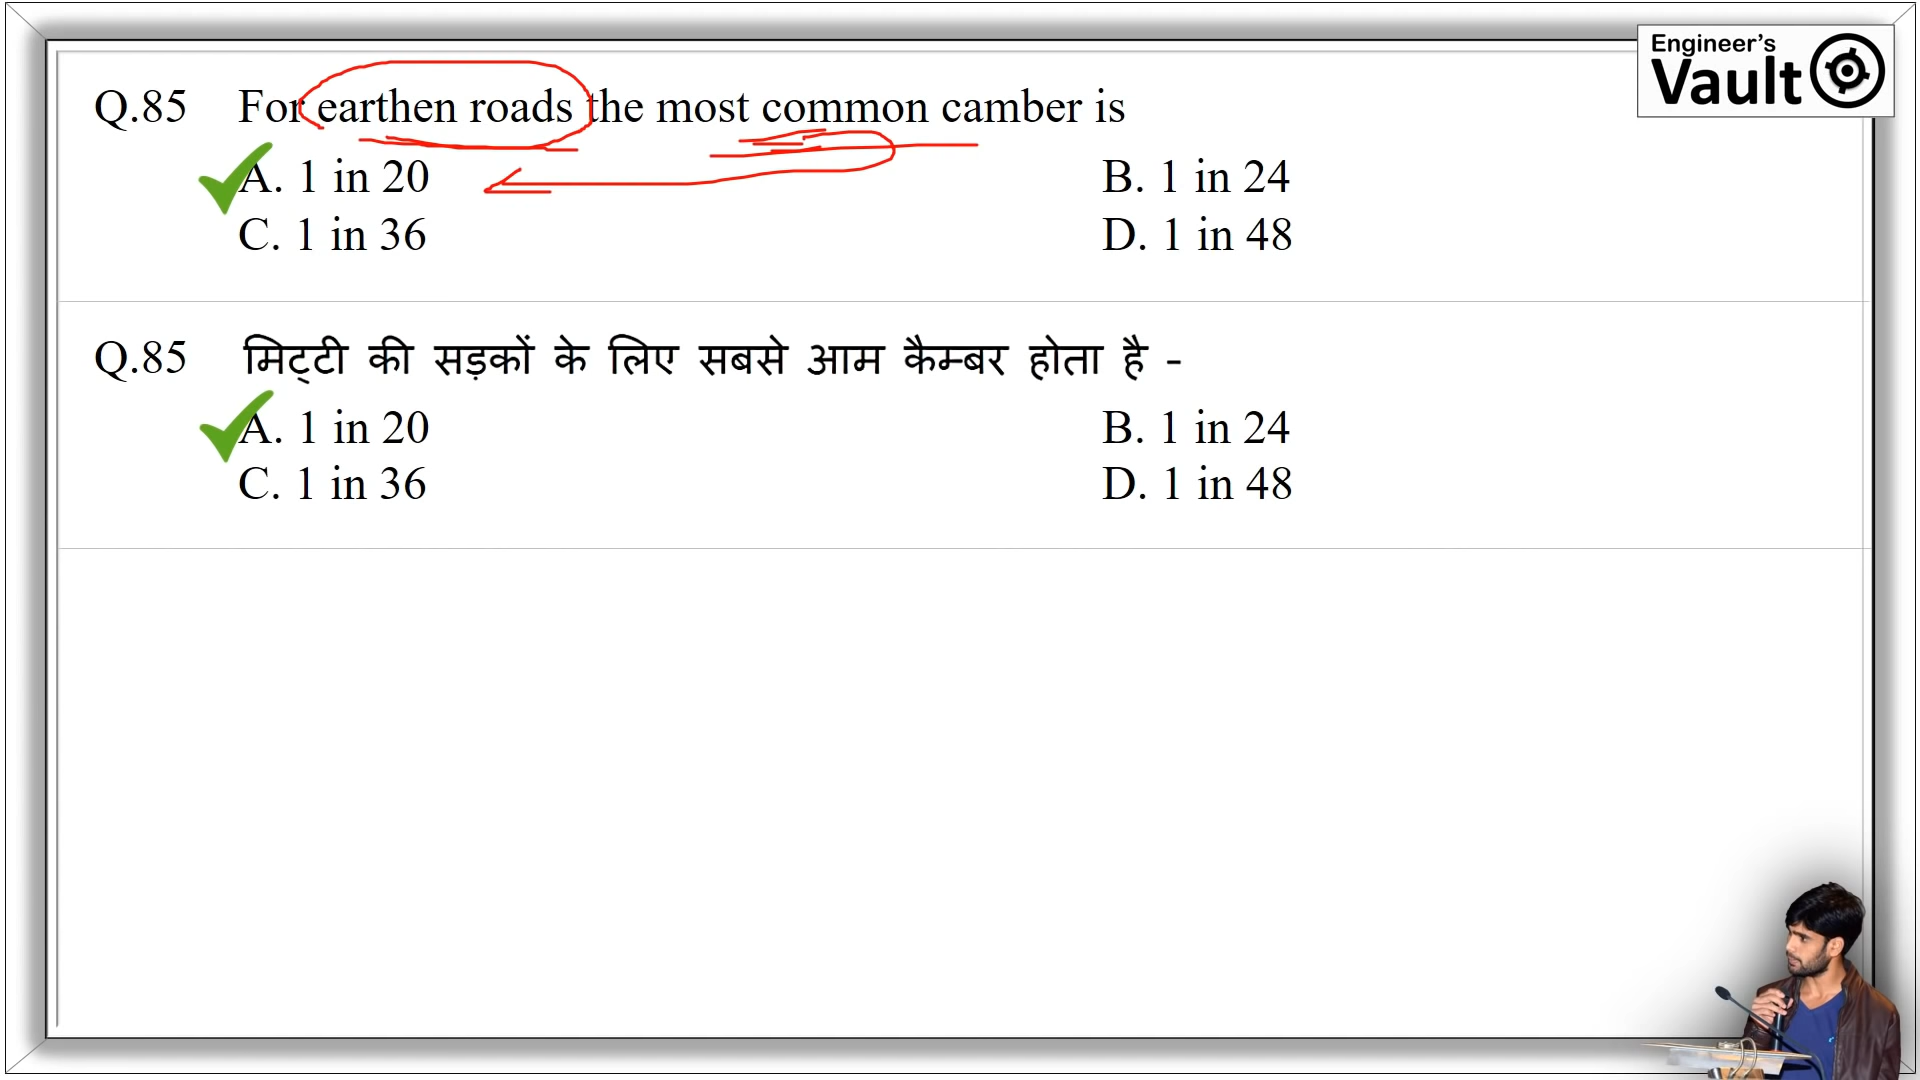 Engineer's
Vault
Q.85 For earthen roads the most common camber is
A. 1 in 20 B. 1 in 24
C. 1 in 36 D. 1 in 48
Q.85 मिट्टी की सड़कों के लिए सबसे आम कैम्बर होता है -
A. 1 in 20 B. 1 in 24
C. 1 in 36 D. 1 in 48